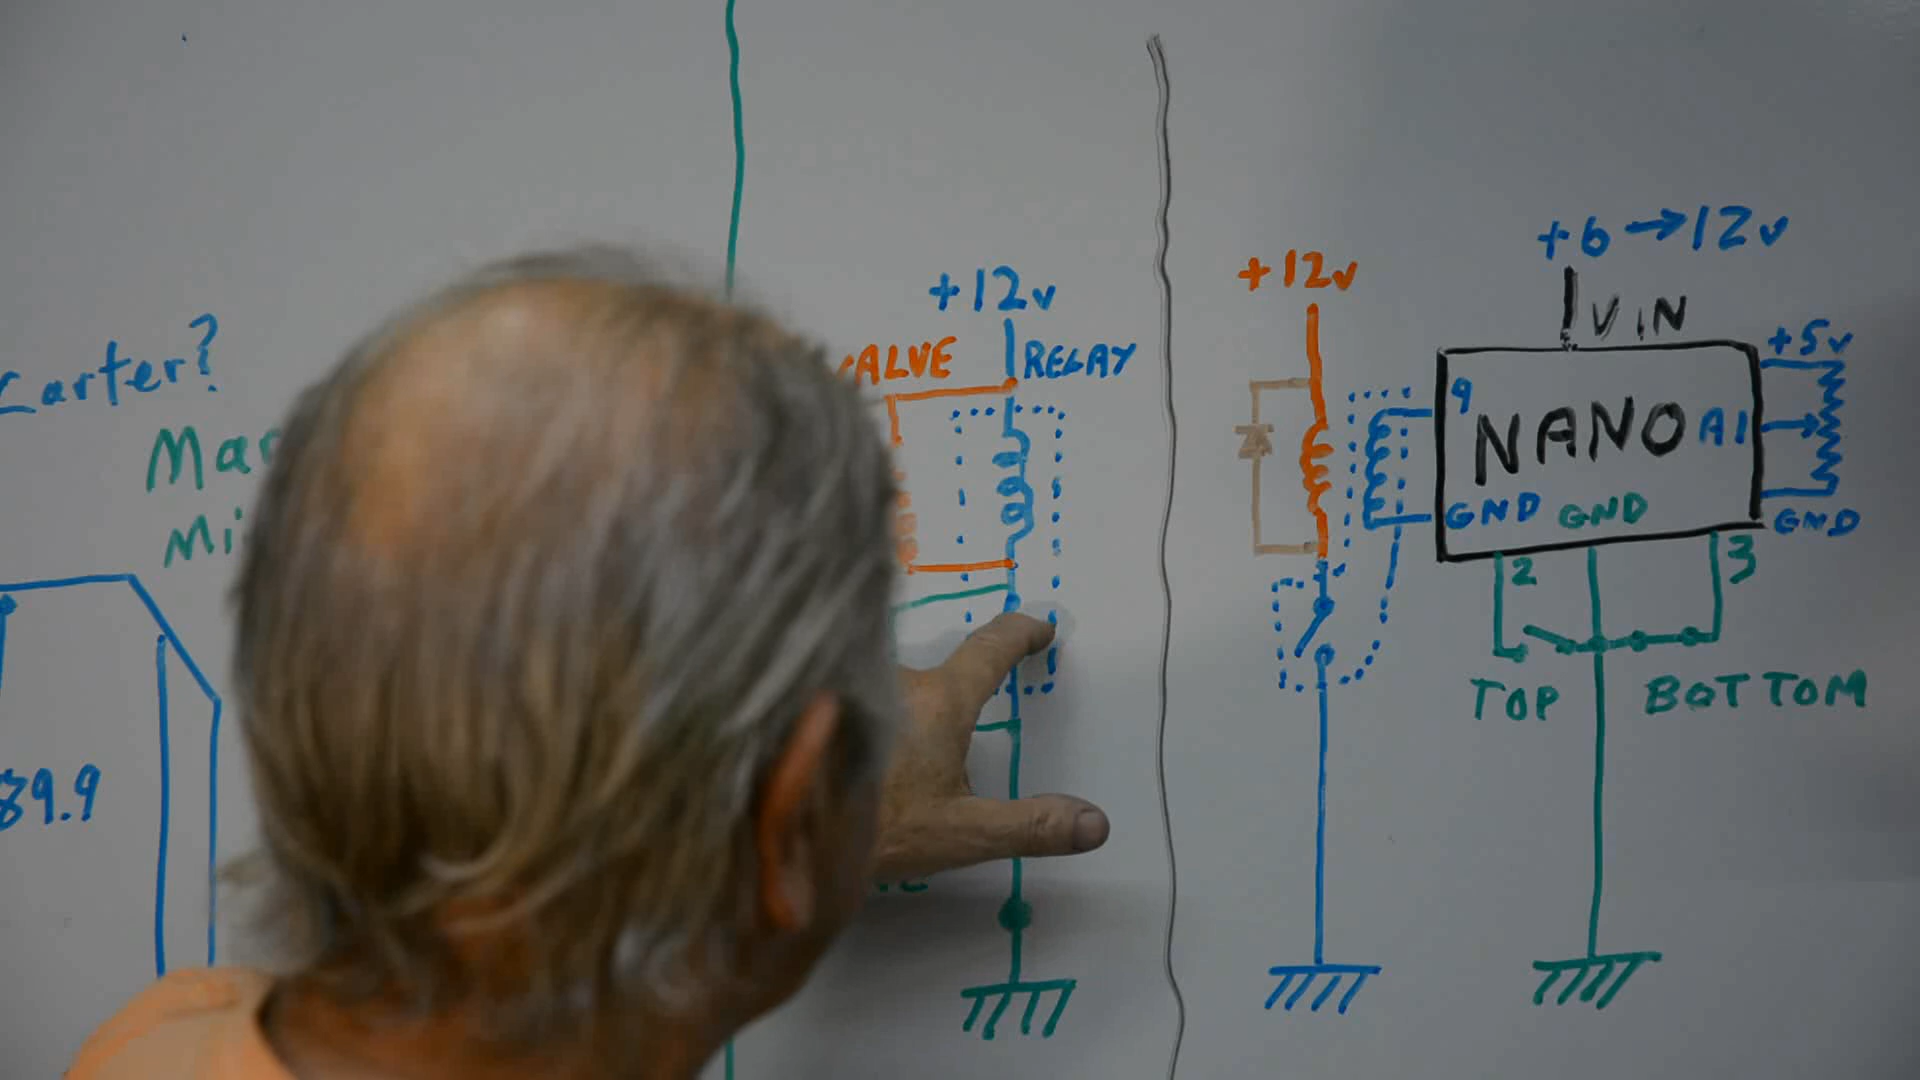 Carter?
89.9
+12v
RELAY
+12v
+6 → 12v
VIN
+5v
9
NANO
A1
GND
GND
GND
2
3
TOP
BOTTOM